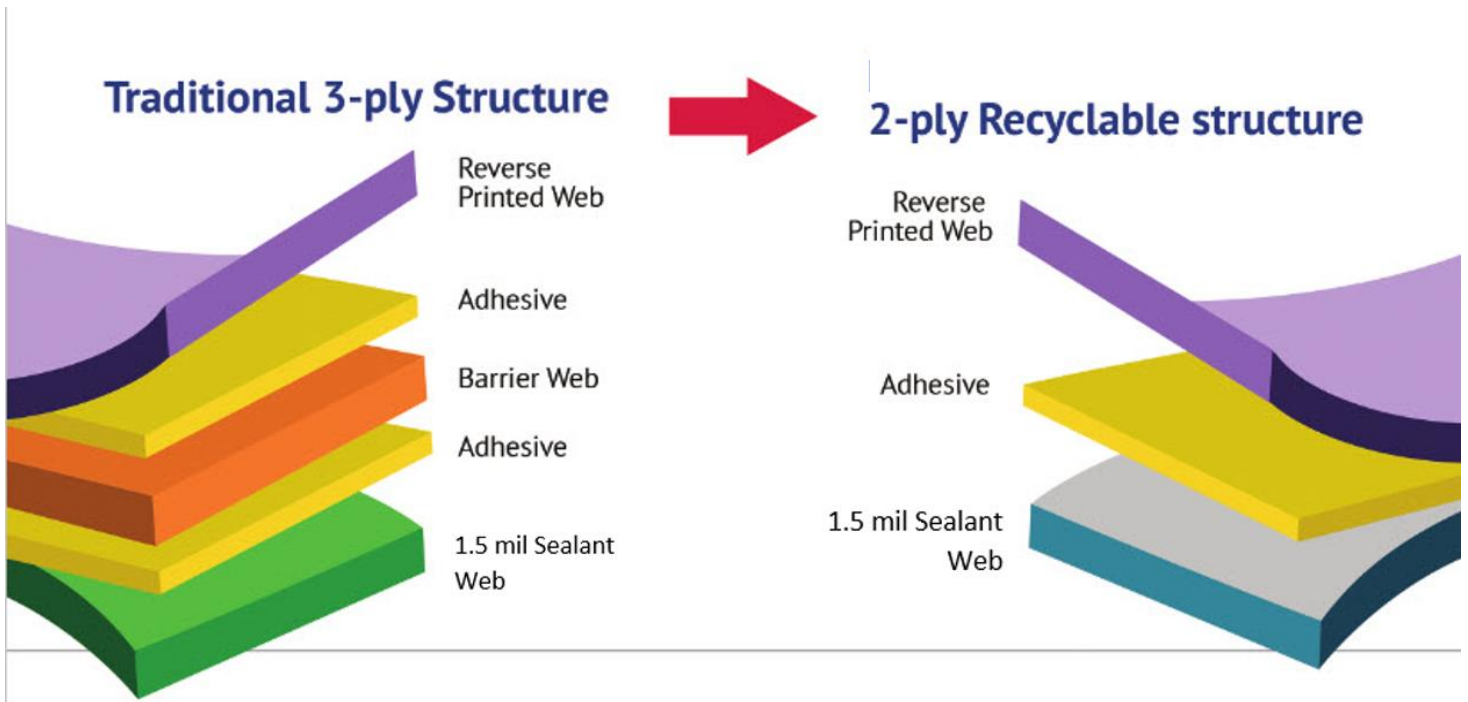 Traditional 3-ply Structure
2-ply Recyclable structure
Reverse
Printed Web
Adhesive
Barrier Web
Adhesive
1.5 mil Sealant
Web
Reverse
Printed Web
Adhesive
1.5 mil Sealant
Web